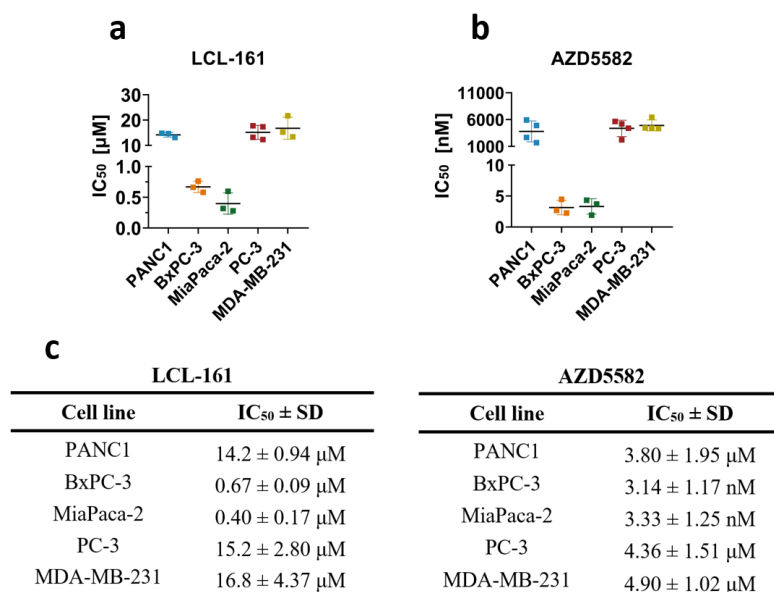 a
LCL-161
IC₅₀ [µM]
30
20
10
1.0
0.5
0.0
PANC1
BxPC-3
MiaPaca-2
PC-3
MDA-MB-231
b
AZD5582
IC₅₀ [nM]
11000
6000
1000
10
5
0
PANC1
BxPC-3
MiaPaca-2
PC-3
MDA-MB-231
c
LCL-161
Cell line IC₅₀ ± SD
PANC1 14.2 ± 0.94 µM
BxPC-3 0.67 ± 0.09 µM
MiaPaca-2 0.40 ± 0.17 µM
PC-3 15.2 ± 2.80 µM
MDA-MB-231 16.8 ± 4.37 µM
AZD5582
Cell line IC₅₀ ± SD
PANC1 3.80 ± 1.95 µM
BxPC-3 3.14 ± 1.17 nM
MiaPaca-2 3.33 ± 1.25 nM
PC-3 4.36 ± 1.51 µM
MDA-MB-231 4.90 ± 1.02 µM